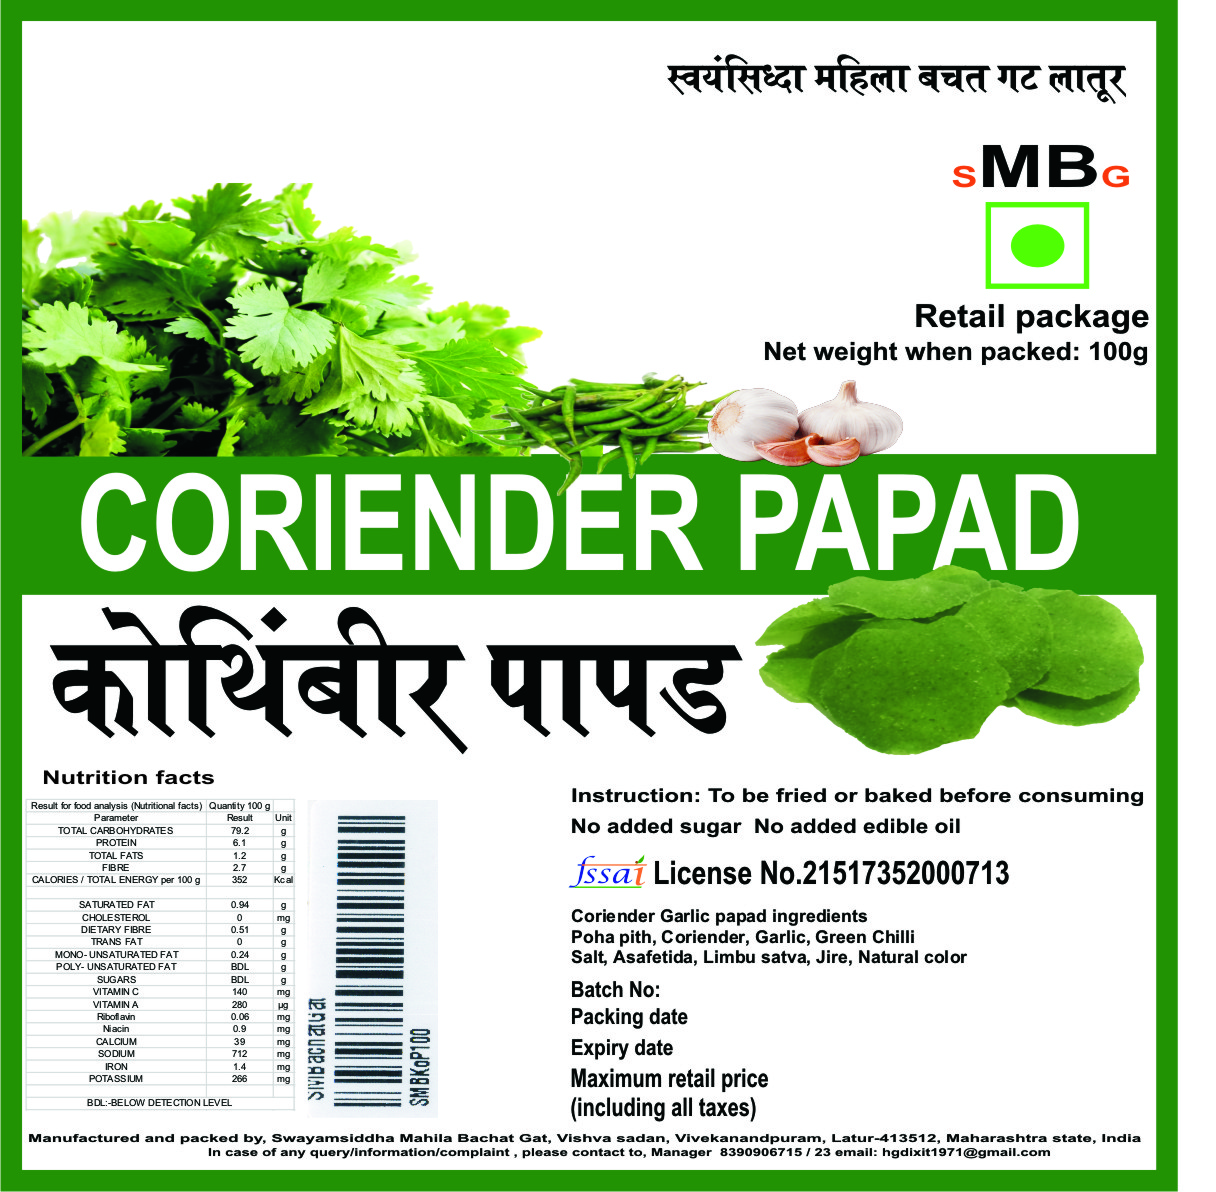 स्वयंसिध्दा महिला बचत गट लातूर
SMBG
Retail package
Net weight when packed: 100g
CORIENDER PAPAD
कोथिंबीर पापड
Nutrition facts
Result for food analysis (Nutritional facts) Quantity 100 g
Parameter Result Unit
TOTAL CARBOHYDRATES 79.2 g
PROTEIN 6.1 g
TOTAL FATS 1.2 g
FIBRE 2.7 g
CALORIES / TOTAL ENERGY per 100 g 352 Kcal
SATURATED FAT 0.94 g
CHOLESTEROL 0 mg
DIETARY FIBRE 0.51 g
TRANS FAT 0 g
MONO- UNSATURATED FAT 0.24 g
POLY- UNSATURATED FAT BDL g
SUGARS BDL g
VITAMIN C 140 mg
VITAMIN A 280 µg
Riboflavin 0.06 mg
Niacin 0.9 mg
CALCIUM 39 mg
SODIUM 712 mg
IRON 1.4 mg
POTASSIUM 266 mg
BDL:-BELOW DETECTION LEVEL
SMBachatGat
SMBKoP100
Instruction: To be fried or baked before consuming
No added sugar No added edible oil
fssai License No.21517352000713
Coriender Garlic papad ingredients
Poha pith, Coriender, Garlic, Green Chilli
Salt, Asafetida, Limbu satva, Jire, Natural color
Batch No:
Packing date
Expiry date
Maximum retail price
(including all taxes)
Manufactured and packed by, Swayamsiddha Mahila Bachat Gat, Vishva sadan, Vivekanandpuram, Latur-413512, Maharashtra state, India
In case of any query/information/complaint , please contact to, Manager 8390906715 / 23 email: hgdixit1971@gmail.com